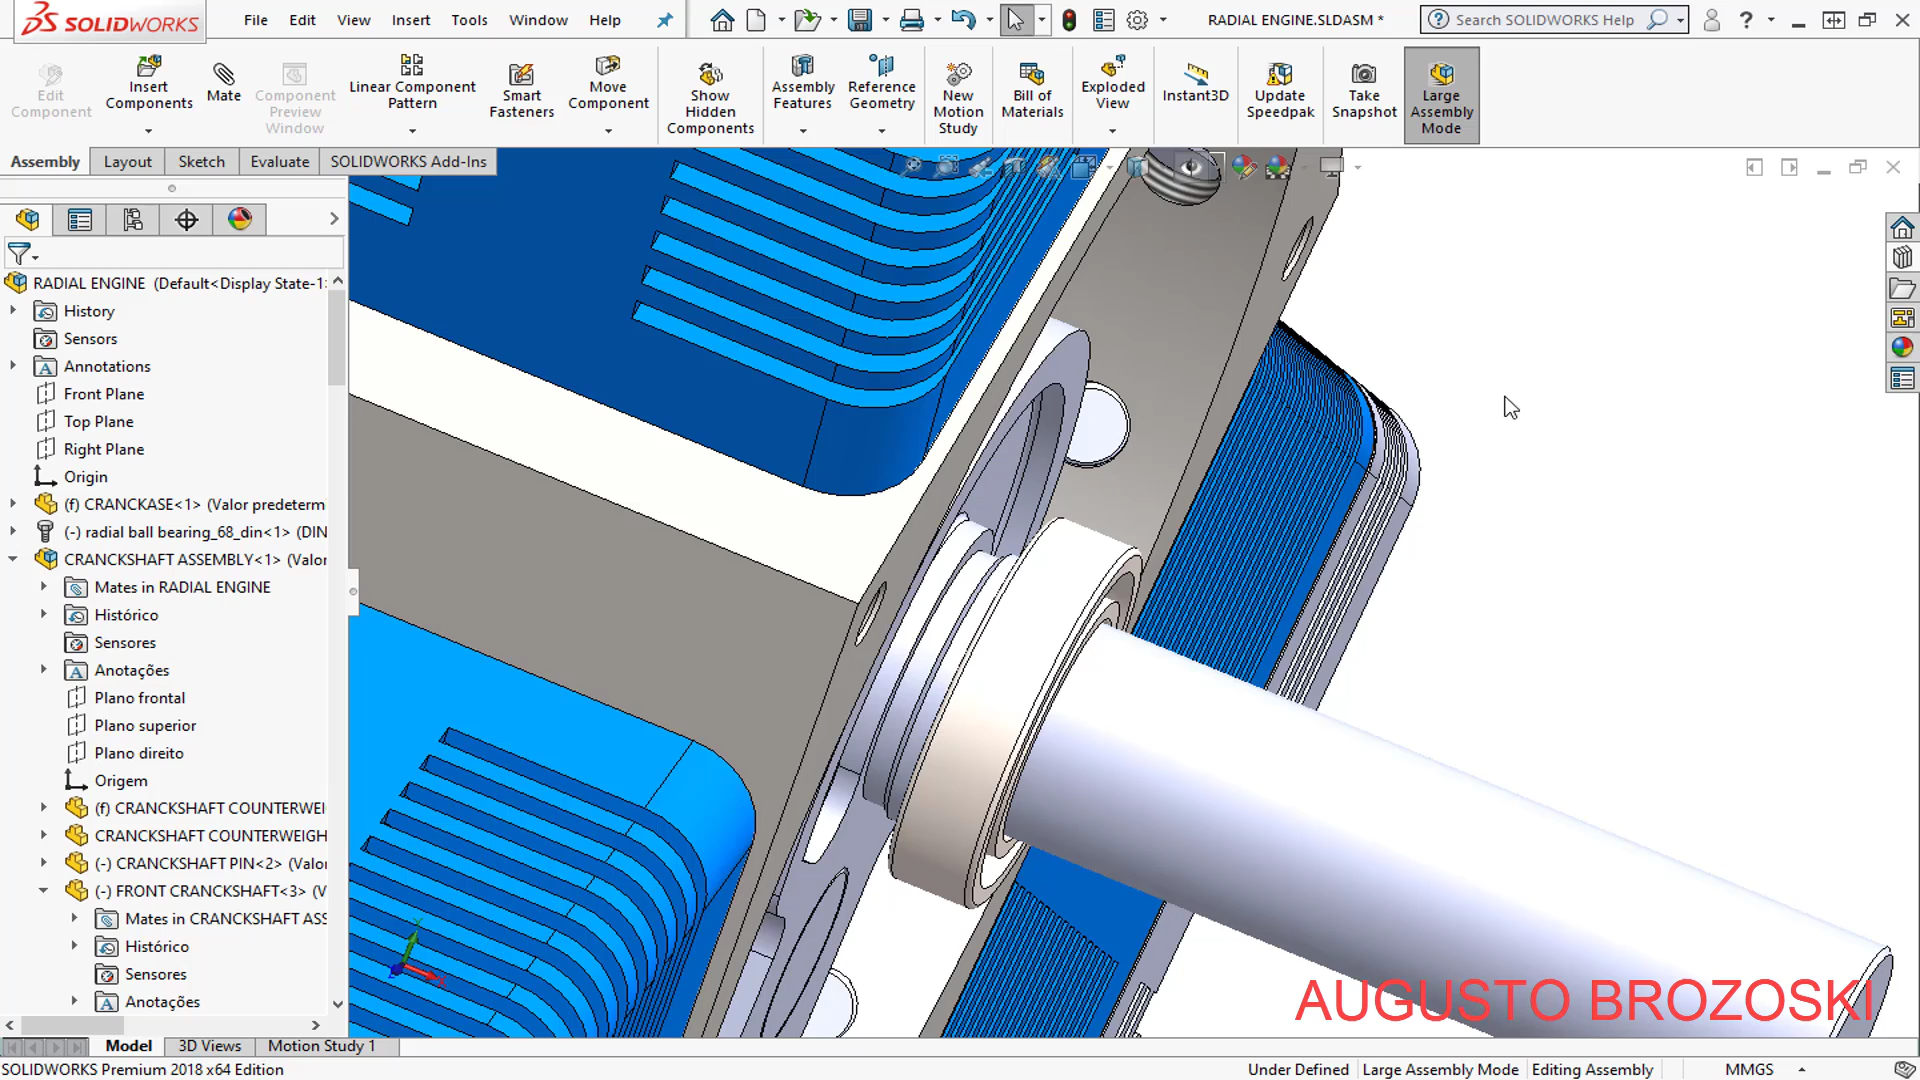 SOLIDWORKS
File Edit View Insert Tools Window Help
RADIAL ENGINE.SLDASM *
Search SOLIDWORKS Help
Edit Component
Insert Components
Mate
Component Preview Window
Linear Component Pattern
Smart Fasteners
Move Component
Show Hidden Components
Assembly Features
Reference Geometry
New Motion Study
Bill of Materials
Exploded View
Instant3D
Update Speedpak
Take Snapshot
Large Assembly Mode
Assembly Layout Sketch Evaluate SOLIDWORKS Add-Ins
RADIAL ENGINE (Default<Display State-1>
History
Sensors
Annotations
Front Plane
Top Plane
Right Plane
Origin
(f) CRANCKASE<1> (Valor predeterm
(-) radial ball bearing_68_din<1> (DIN
CRANCKSHAFT ASSEMBLY<1> (Valor
Mates in RADIAL ENGINE
Histórico
Sensores
Anotações
Plano frontal
Plano superior
Plano direito
Origem
(f) CRANCKSHAFT COUNTERWEI
CRANCKSHAFT COUNTERWEIGH
(-) CRANCKSHAFT PIN<2> (Valo
(-) FRONT CRANCKSHAFT<3> (V
Mates in CRANCKSHAFT ASS
Histórico
Sensores
Anotações
AUGUSTO BROZOSKI
Model 3D Views Motion Study 1
SOLIDWORKS Premium 2018 x64 Edition
Under Defined Large Assembly Mode Editing Assembly MMGS